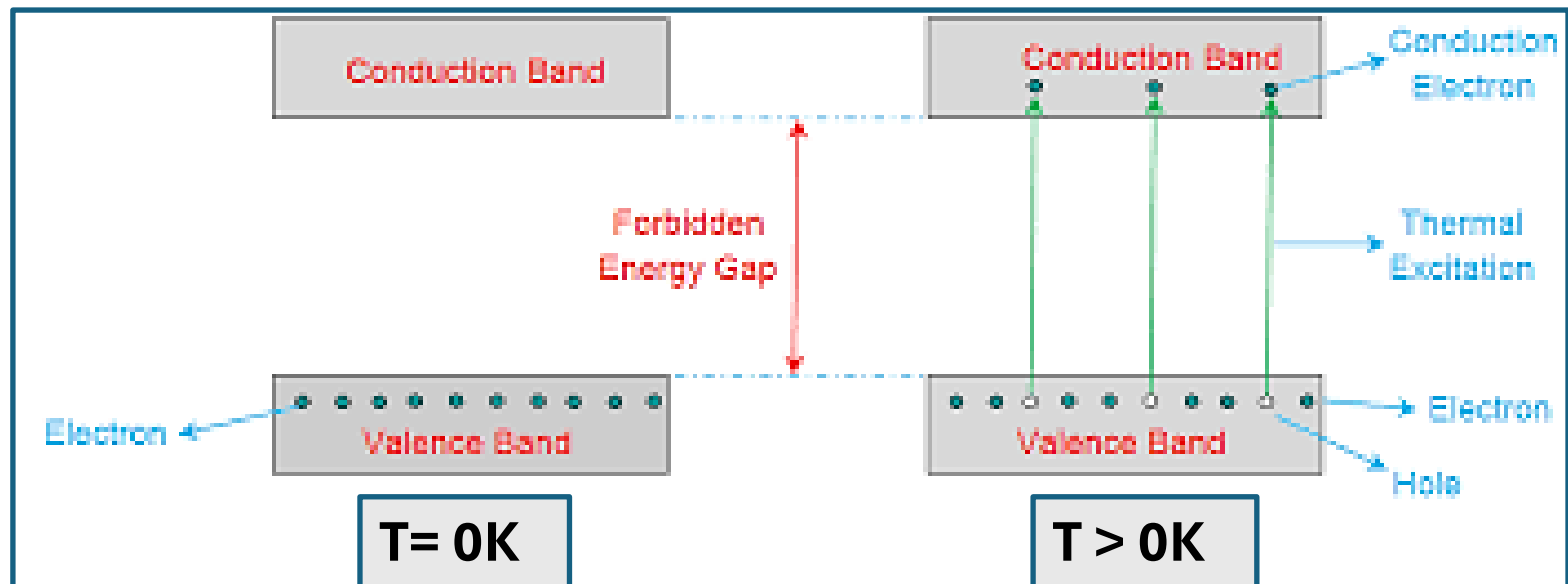 Conduction Band
Conduction Band
Conduction
Electron
Forbidden
Energy Gap
Thermal
Excitation
Electron
Valence Band
Valence Band
Electron
Hole
T= 0K
T > 0K